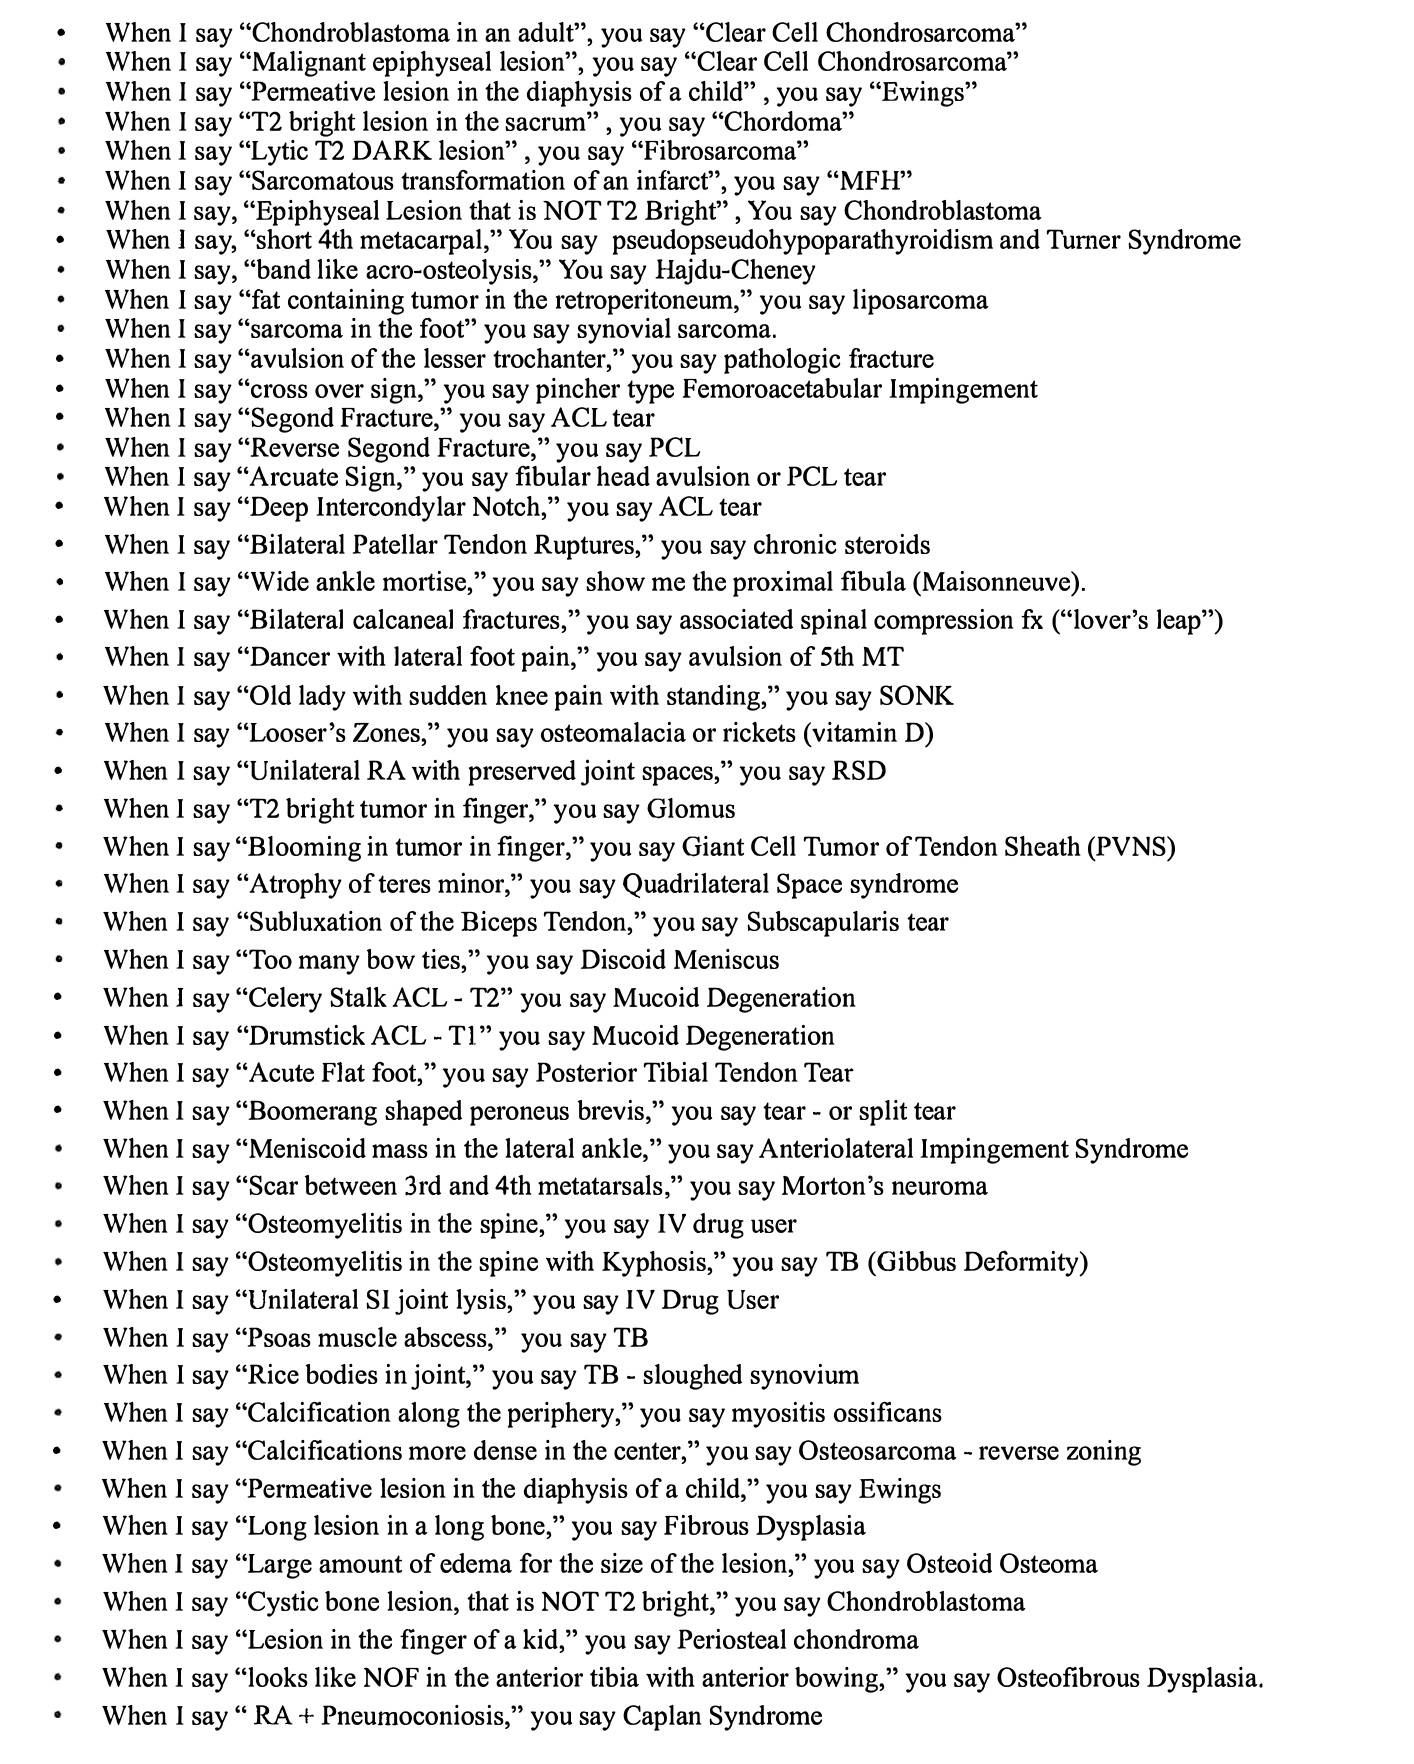 • When I say “Chondroblastoma in an adult”, you say “Clear Cell Chondrosarcoma”
• When I say “Malignant epiphyseal lesion”, you say “Clear Cell Chondrosarcoma”
• When I say “Permeative lesion in the diaphysis of a child” , you say “Ewings”
• When I say “T2 bright lesion in the sacrum” , you say “Chordoma”
• When I say “Lytic T2 DARK lesion” , you say “Fibrosarcoma”
• When I say “Sarcomatous transformation of an infarct”, you say “MFH”
• When I say, “Epiphyseal Lesion that is NOT T2 Bright” , You say Chondroblastoma
• When I say, “short 4th metacarpal,” You say pseudopseudohypoparathyroidism and Turner Syndrome
• When I say, “band like acro-osteolysis,” You say Hajdu-Cheney
• When I say “fat containing tumor in the retroperitoneum,” you say liposarcoma
• When I say “sarcoma in the foot” you say synovial sarcoma.
• When I say “avulsion of the lesser trochanter,” you say pathologic fracture
• When I say “cross over sign,” you say pincher type Femoroacetabular Impingement
• When I say “Segond Fracture,” you say ACL tear
• When I say “Reverse Segond Fracture,” you say PCL
• When I say “Arcuate Sign,” you say fibular head avulsion or PCL tear
• When I say “Deep Intercondylar Notch,” you say ACL tear
• When I say “Bilateral Patellar Tendon Ruptures,” you say chronic steroids
• When I say “Wide ankle mortise,” you say show me the proximal fibula (Maisonneuve).
• When I say “Bilateral calcaneal fractures,” you say associated spinal compression fx (“lover’s leap”)
• When I say “Dancer with lateral foot pain,” you say avulsion of 5th MT
• When I say “Old lady with sudden knee pain with standing,” you say SONK
• When I say “Looser’s Zones,” you say osteomalacia or rickets (vitamin D)
• When I say “Unilateral RA with preserved joint spaces,” you say RSD
• When I say “T2 bright tumor in finger,” you say Glomus
• When I say “Blooming in tumor in finger,” you say Giant Cell Tumor of Tendon Sheath (PVNS)
• When I say “Atrophy of teres minor,” you say Quadrilateral Space syndrome
• When I say “Subluxation of the Biceps Tendon,” you say Subscapularis tear
• When I say “Too many bow ties,” you say Discoid Meniscus
• When I say “Celery Stalk ACL - T2” you say Mucoid Degeneration
• When I say “Drumstick ACL - T1” you say Mucoid Degeneration
• When I say “Acute Flat foot,” you say Posterior Tibial Tendon Tear
• When I say “Boomerang shaped peroneus brevis,” you say tear - or split tear
• When I say “Meniscoid mass in the lateral ankle,” you say Anteriolateral Impingement Syndrome
• When I say “Scar between 3rd and 4th metatarsals,” you say Morton’s neuroma
• When I say “Osteomyelitis in the spine,” you say IV drug user
• When I say “Osteomyelitis in the spine with Kyphosis,” you say TB (Gibbus Deformity)
• When I say “Unilateral SI joint lysis,” you say IV Drug User
• When I say “Psoas muscle abscess,” you say TB
• When I say “Rice bodies in joint,” you say TB - sloughed synovium
• When I say “Calcification along the periphery,” you say myositis ossificans
• When I say “Calcifications more dense in the center,” you say Osteosarcoma - reverse zoning
• When I say “Permeative lesion in the diaphysis of a child,” you say Ewings
• When I say “Long lesion in a long bone,” you say Fibrous Dysplasia
• When I say “Large amount of edema for the size of the lesion,” you say Osteoid Osteoma
• When I say “Cystic bone lesion, that is NOT T2 bright,” you say Chondroblastoma
• When I say “Lesion in the finger of a kid,” you say Periosteal chondroma
• When I say “looks like NOF in the anterior tibia with anterior bowing,” you say Osteofibrous Dysplasia.
• When I say “ RA + Pneumoconiosis,” you say Caplan Syndrome